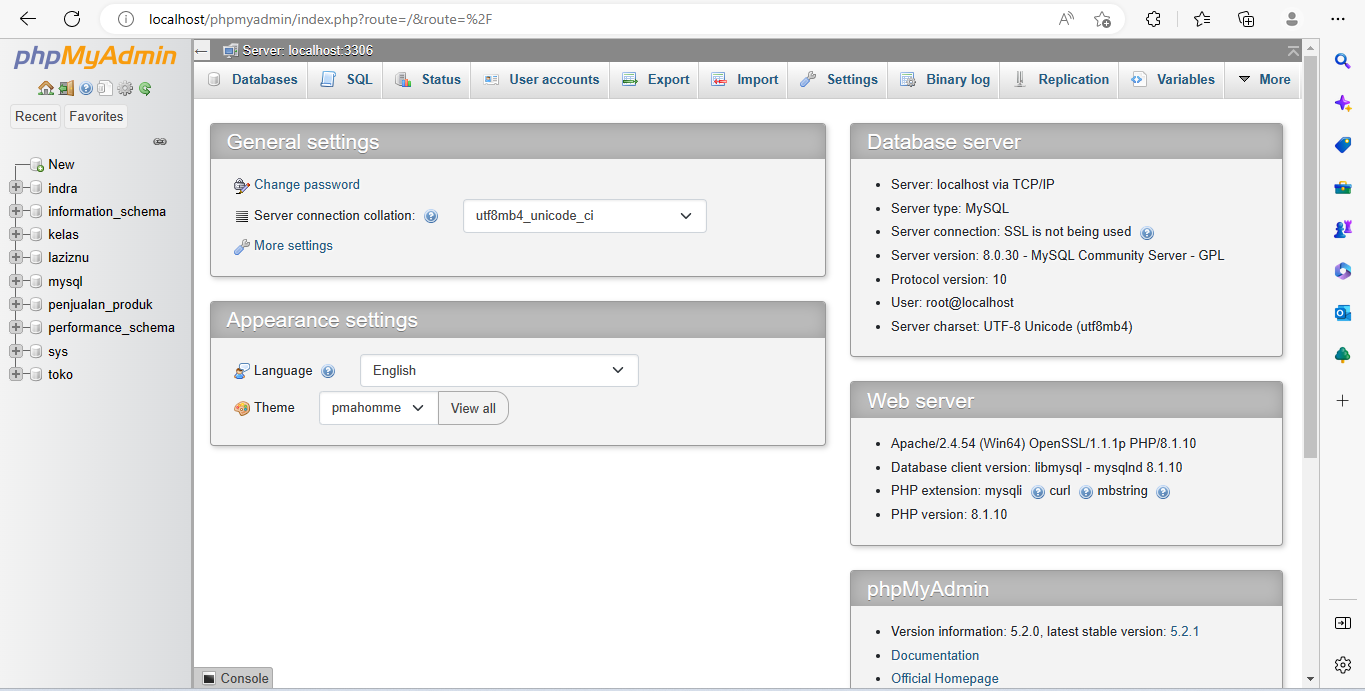 localhost/phpmyadmin/index.php?route=/&route=%2F
phpMyAdmin
Recent Favorites
New
indra
information_schema
kelas
laziznu
mysql
penjualan_produk
performance_schema
sys
toko
Server: localhost:3306
Databases SQL Status User accounts Export Import Settings Binary log Replication Variables More
General settings
Change password
Server connection collation: utf8mb4_unicode_ci
More settings
Appearance settings
Language English
Theme pmahomme View all
Database server
Server: localhost via TCP/IP
Server type: MySQL
Server connection: SSL is not being used
Server version: 8.0.30 - MySQL Community Server - GPL
Protocol version: 10
User: root@localhost
Server charset: UTF-8 Unicode (utf8mb4)
Web server
Apache/2.4.54 (Win64) OpenSSL/1.1.1p PHP/8.1.10
Database client version: libmysql - mysqlnd 8.1.10
PHP extension: mysqli curl mbstring
PHP version: 8.1.10
phpMyAdmin
Version information: 5.2.0, latest stable version: 5.2.1
Documentation
Official Homepage
Console